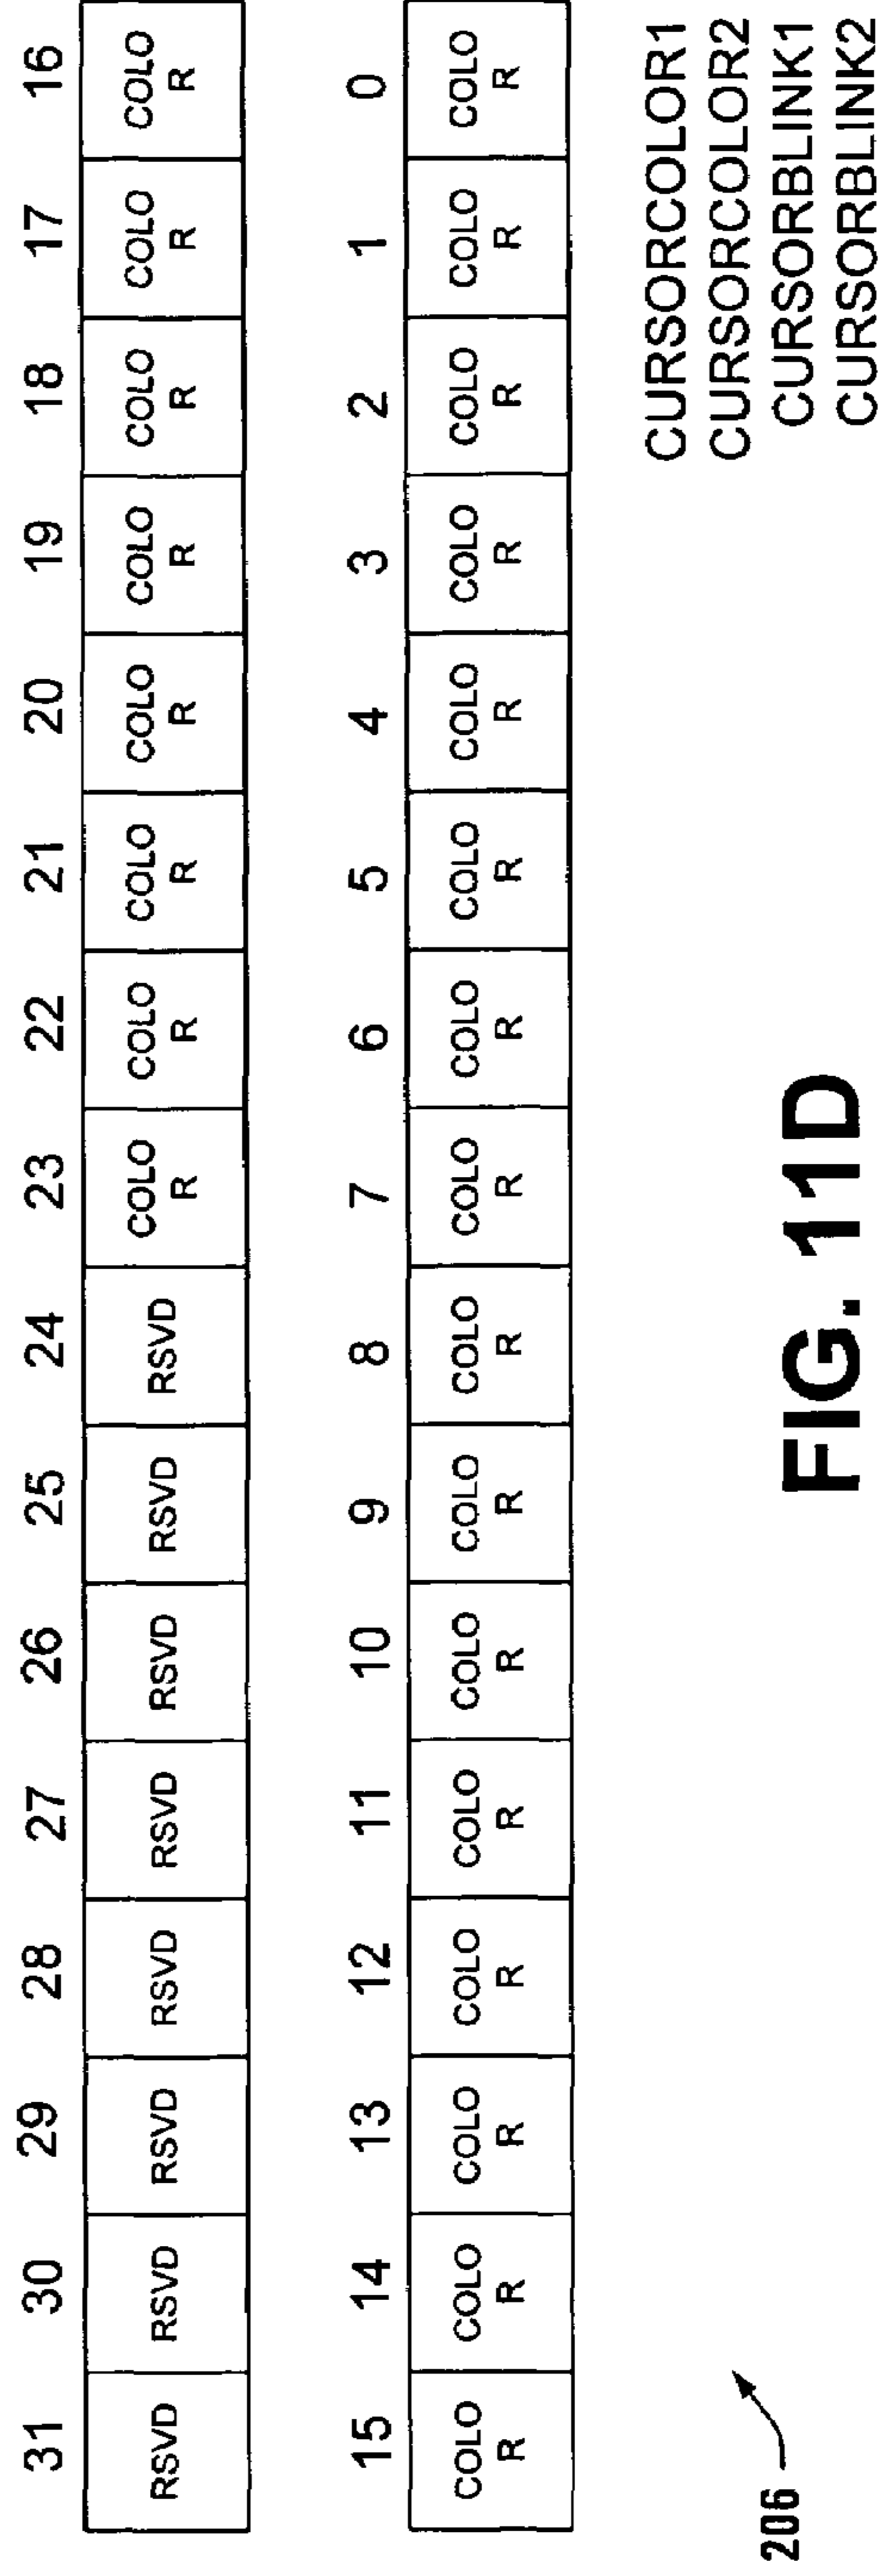 31 30 29 28 27 26 25 24 23 22 21 20 19 18 17 16
RSVD RSVD RSVD RSVD RSVD RSVD RSVD RSVD COLO COLO COLO COLO COLO COLO COLO COLO
R R R R R R R R
15 14 13 12 11 10 9 8 7 6 5 4 3 2 1 0
COLO COLO COLO COLO COLO COLO COLO COLO COLO COLO COLO COLO COLO COLO COLO COLO
R R R R R R R R R R R R R R R R
CURSORCOLOR1
CURSORCOLOR2
CURSORBLINK1
CURSORBLINK2
206
FIG. 11D